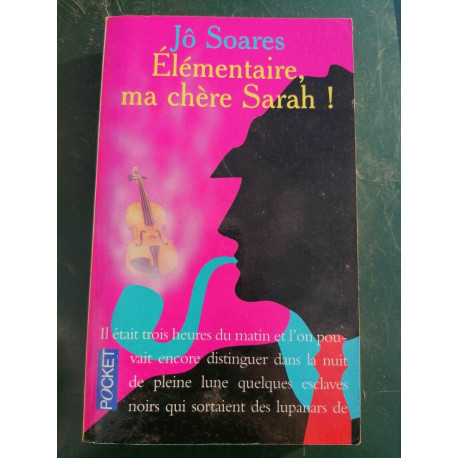 Jô Soares
Élémentaire,
ma chère Sarah !
Il était trois heures du matin et l'on pou-
vait encore distinguer dans la nuit
de pleine lune quelques esclaves
noirs qui sortaient des lupanars de
POCKET